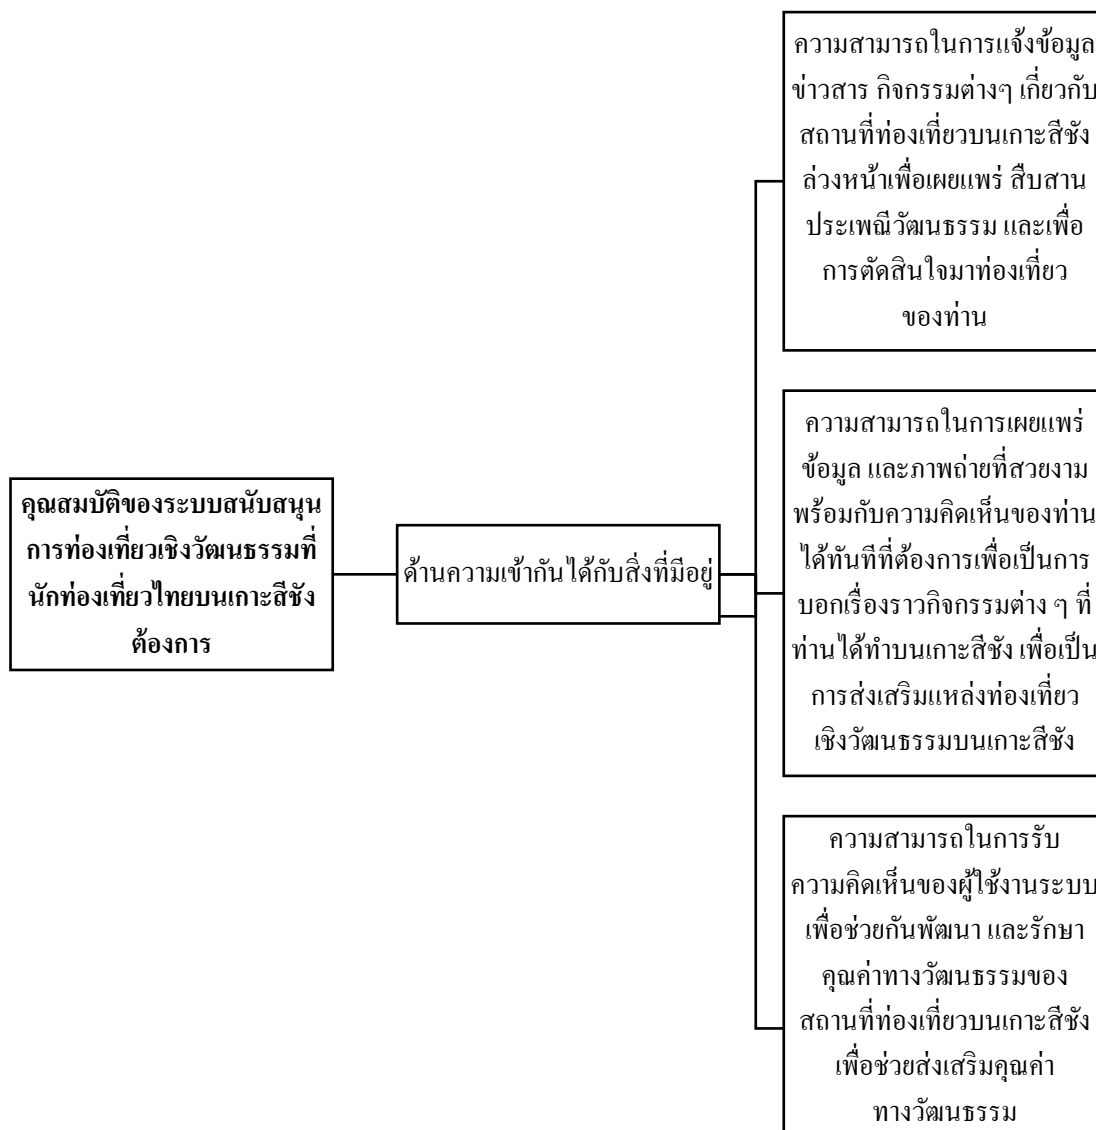 คุณสมบัติของระบบสนับสนุน
การท่องเที่ยวเชิงวัฒนธรรมที่
นักท่องเที่ยวไทยบนเกาะสีชัง
ต้องการ
ด้านความเข้ากันได้กับสิ่งที่มีอยู่
ความสามารถในการแจ้งข้อมูล
ข่าวสาร กิจกรรมต่างๆ เกี่ยวกับ
สถานที่ท่องเที่ยวบนเกาะสีชัง
ล่วงหน้าเพื่อเผยแพร่ สืบสาน
ประเพณีวัฒนธรรม และเพื่อ
การตัดสินใจมาท่องเที่ยว
ของท่าน
ความสามารถในการเผยแพร่
ข้อมูล และภาพถ่ายที่สวยงาม
พร้อมกับความคิดเห็นของท่าน
ได้ทันทีที่ต้องการเพื่อเป็นการ
บอกเรื่องราวกิจกรรมต่าง ๆ ที่
ท่านได้ทำบนเกาะสีชัง เพื่อเป็น
การส่งเสริมแหล่งท่องเที่ยว
เชิงวัฒนธรรมบนเกาะสีชัง
ความสามารถในการรับ
ความคิดเห็นของผู้ใช้งานระบบ
เพื่อช่วยกันพัฒนา และรักษา
คุณค่าทางวัฒนธรรมของ
สถานที่ท่องเที่ยวบนเกาะสีชัง
เพื่อช่วยส่งเสริมคุณค่า
ทางวัฒนธรรม